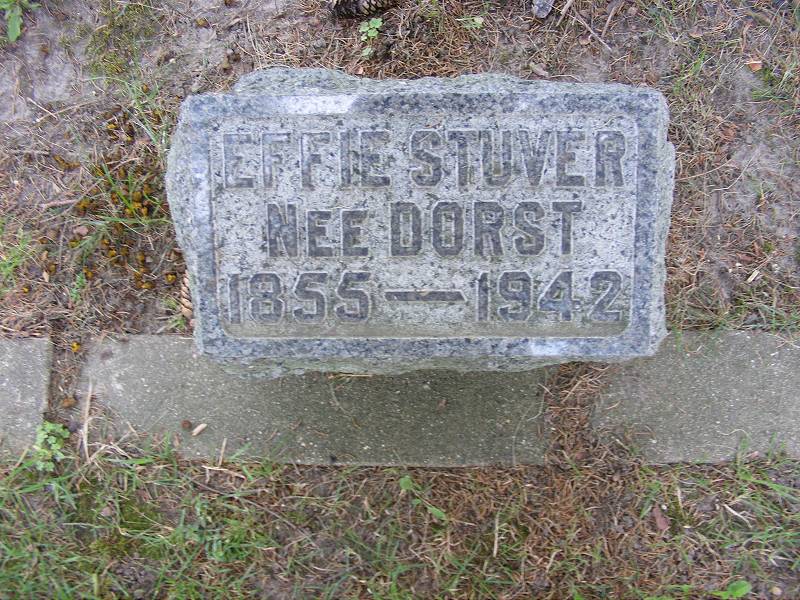 EFFIE STUVER
NEE DORST
1855 — 1942